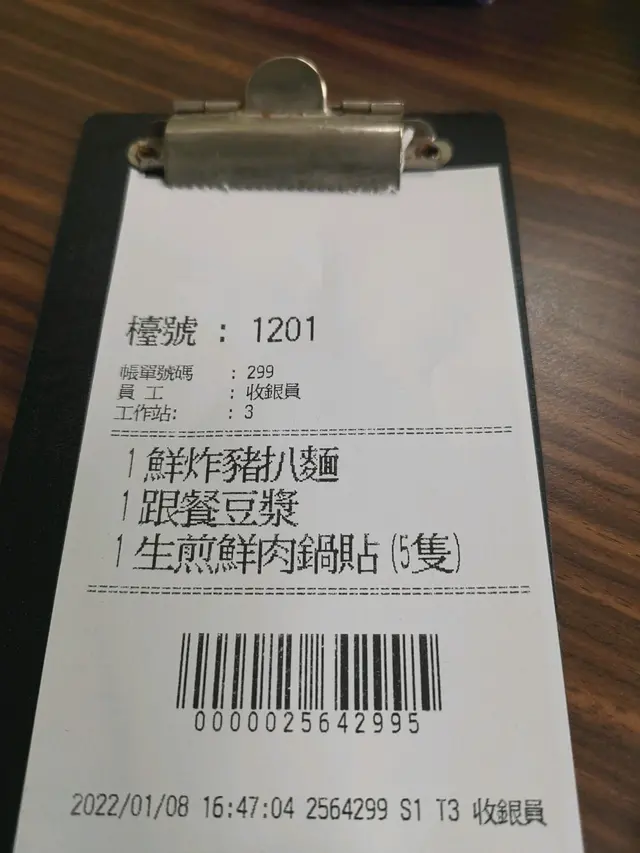 檯號 : 1201
帳單號碼 : 299
員工 : 收銀員
工作站: : 3
1 鮮炸豬扒麵
1 跟餐豆漿
1 生煎鮮肉鍋貼(5隻)
0000025642995
2022/01/08 16:47:04 2564299 S1 T3 收銀員